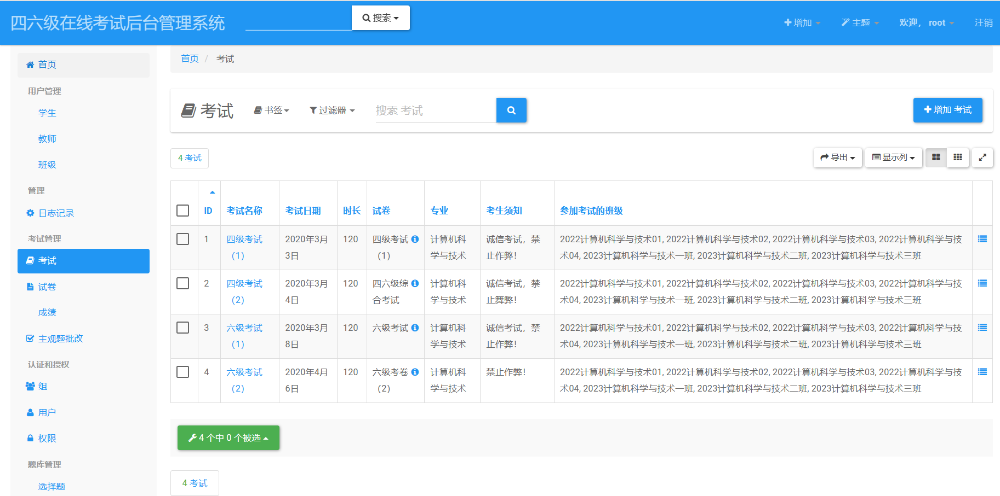 四六级在线考试后台管理系统
搜索
增加
主题
欢迎， root
注销
首页
用户管理
学生
教师
班级
管理
日志记录
考试管理
考试
试卷
成绩
主观题批改
认证和授权
组
用户
权限
题库管理
选择题
首页 / 考试
考试
书签
过滤器
搜索 考试
增加 考试
4 考试
导出
显示列
ID 考试名称 考试日期 时长 试卷 专业 考生须知 参加考试的班级
1 四级考试 2020年3月 120 四级考试 计算机科 诚信考试，禁 2022计算机科学与技术01, 2022计算机科学与技术02, 2022计算机科学与技术03, 2022计算机科学与技
（1） 3日 （1） 学与技术 止作弊！ 术04, 2023计算机科学与技术一班, 2023计算机科学与技术二班, 2023计算机科学与技术三班
2 四级考试 2020年3月 120 四六级综 计算机科 诚信考试，禁 2022计算机科学与技术01, 2022计算机科学与技术02, 2022计算机科学与技术03, 2022计算机科学与技
（2） 4日 合考试 学与技术 止舞弊！ 术04, 2023计算机科学与技术一班, 2023计算机科学与技术二班, 2023计算机科学与技术三班
3 六级考试 2020年3月 120 六级考试 计算机科 诚信考试，禁 2022计算机科学与技术01, 2022计算机科学与技术02, 2022计算机科学与技术03, 2022计算机科学与技
（1） 8日 学与技术 止作弊！ 术04, 2023计算机科学与技术一班, 2023计算机科学与技术二班, 2023计算机科学与技术三班
4 六级考试 2020年4月 120 六级考卷 计算机科 禁止作弊！ 2022计算机科学与技术01, 2022计算机科学与技术02, 2022计算机科学与技术03, 2022计算机科学与技
（2） 6日 （2） 学与技术 术04, 2023计算机科学与技术一班, 2023计算机科学与技术二班, 2023计算机科学与技术三班
4 个中 0 个被选
4 考试